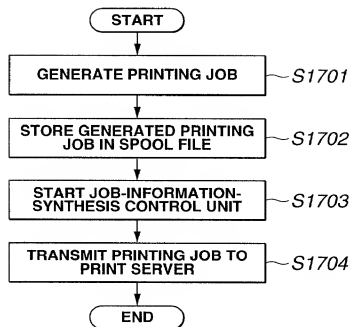 START
GENERATE PRINTING JOB
S1701
STORE GENERATED PRINTING
JOB IN SPOOL FILE
S1702
START JOB-INFORMATION-
SYNTHESIS CONTROL UNIT
S1703
TRANSMIT PRINTING JOB TO
PRINT SERVER
S1704
END